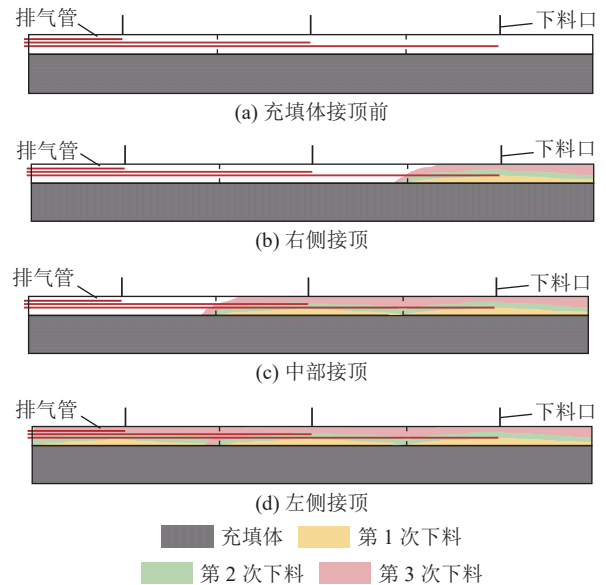 排气管 下料口
(a) 充填体接顶前
排气管 下料口
(b) 右侧接顶
排气管 下料口
(c) 中部接顶
排气管 下料口
(d) 左侧接顶
充填体 第 1 次下料
第 2 次下料 第 3 次下料